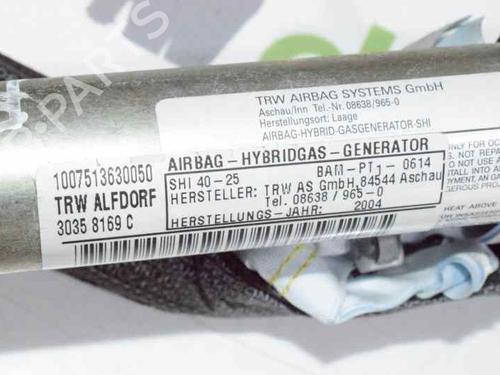 TRW AIRBAG SYSTEMS GmbH
Aschau/Inn Tel.-Nr. 08638/965-0
Herstellungsort: Laage
AIRBAG-HYBRID-GASGENERATOR-SHI
AIRBAG-HYBRIDGAS-GENERATOR
SHI 40-25 BAM-PT1-0614
HERSTELLER: TRW AS GmbH, 84544 Aschau
Tel. 08638 / 965-0
HERSTELLUNGS-JAHR: 2004
1007513630050
TRW ALFDORF
3035 8169 C